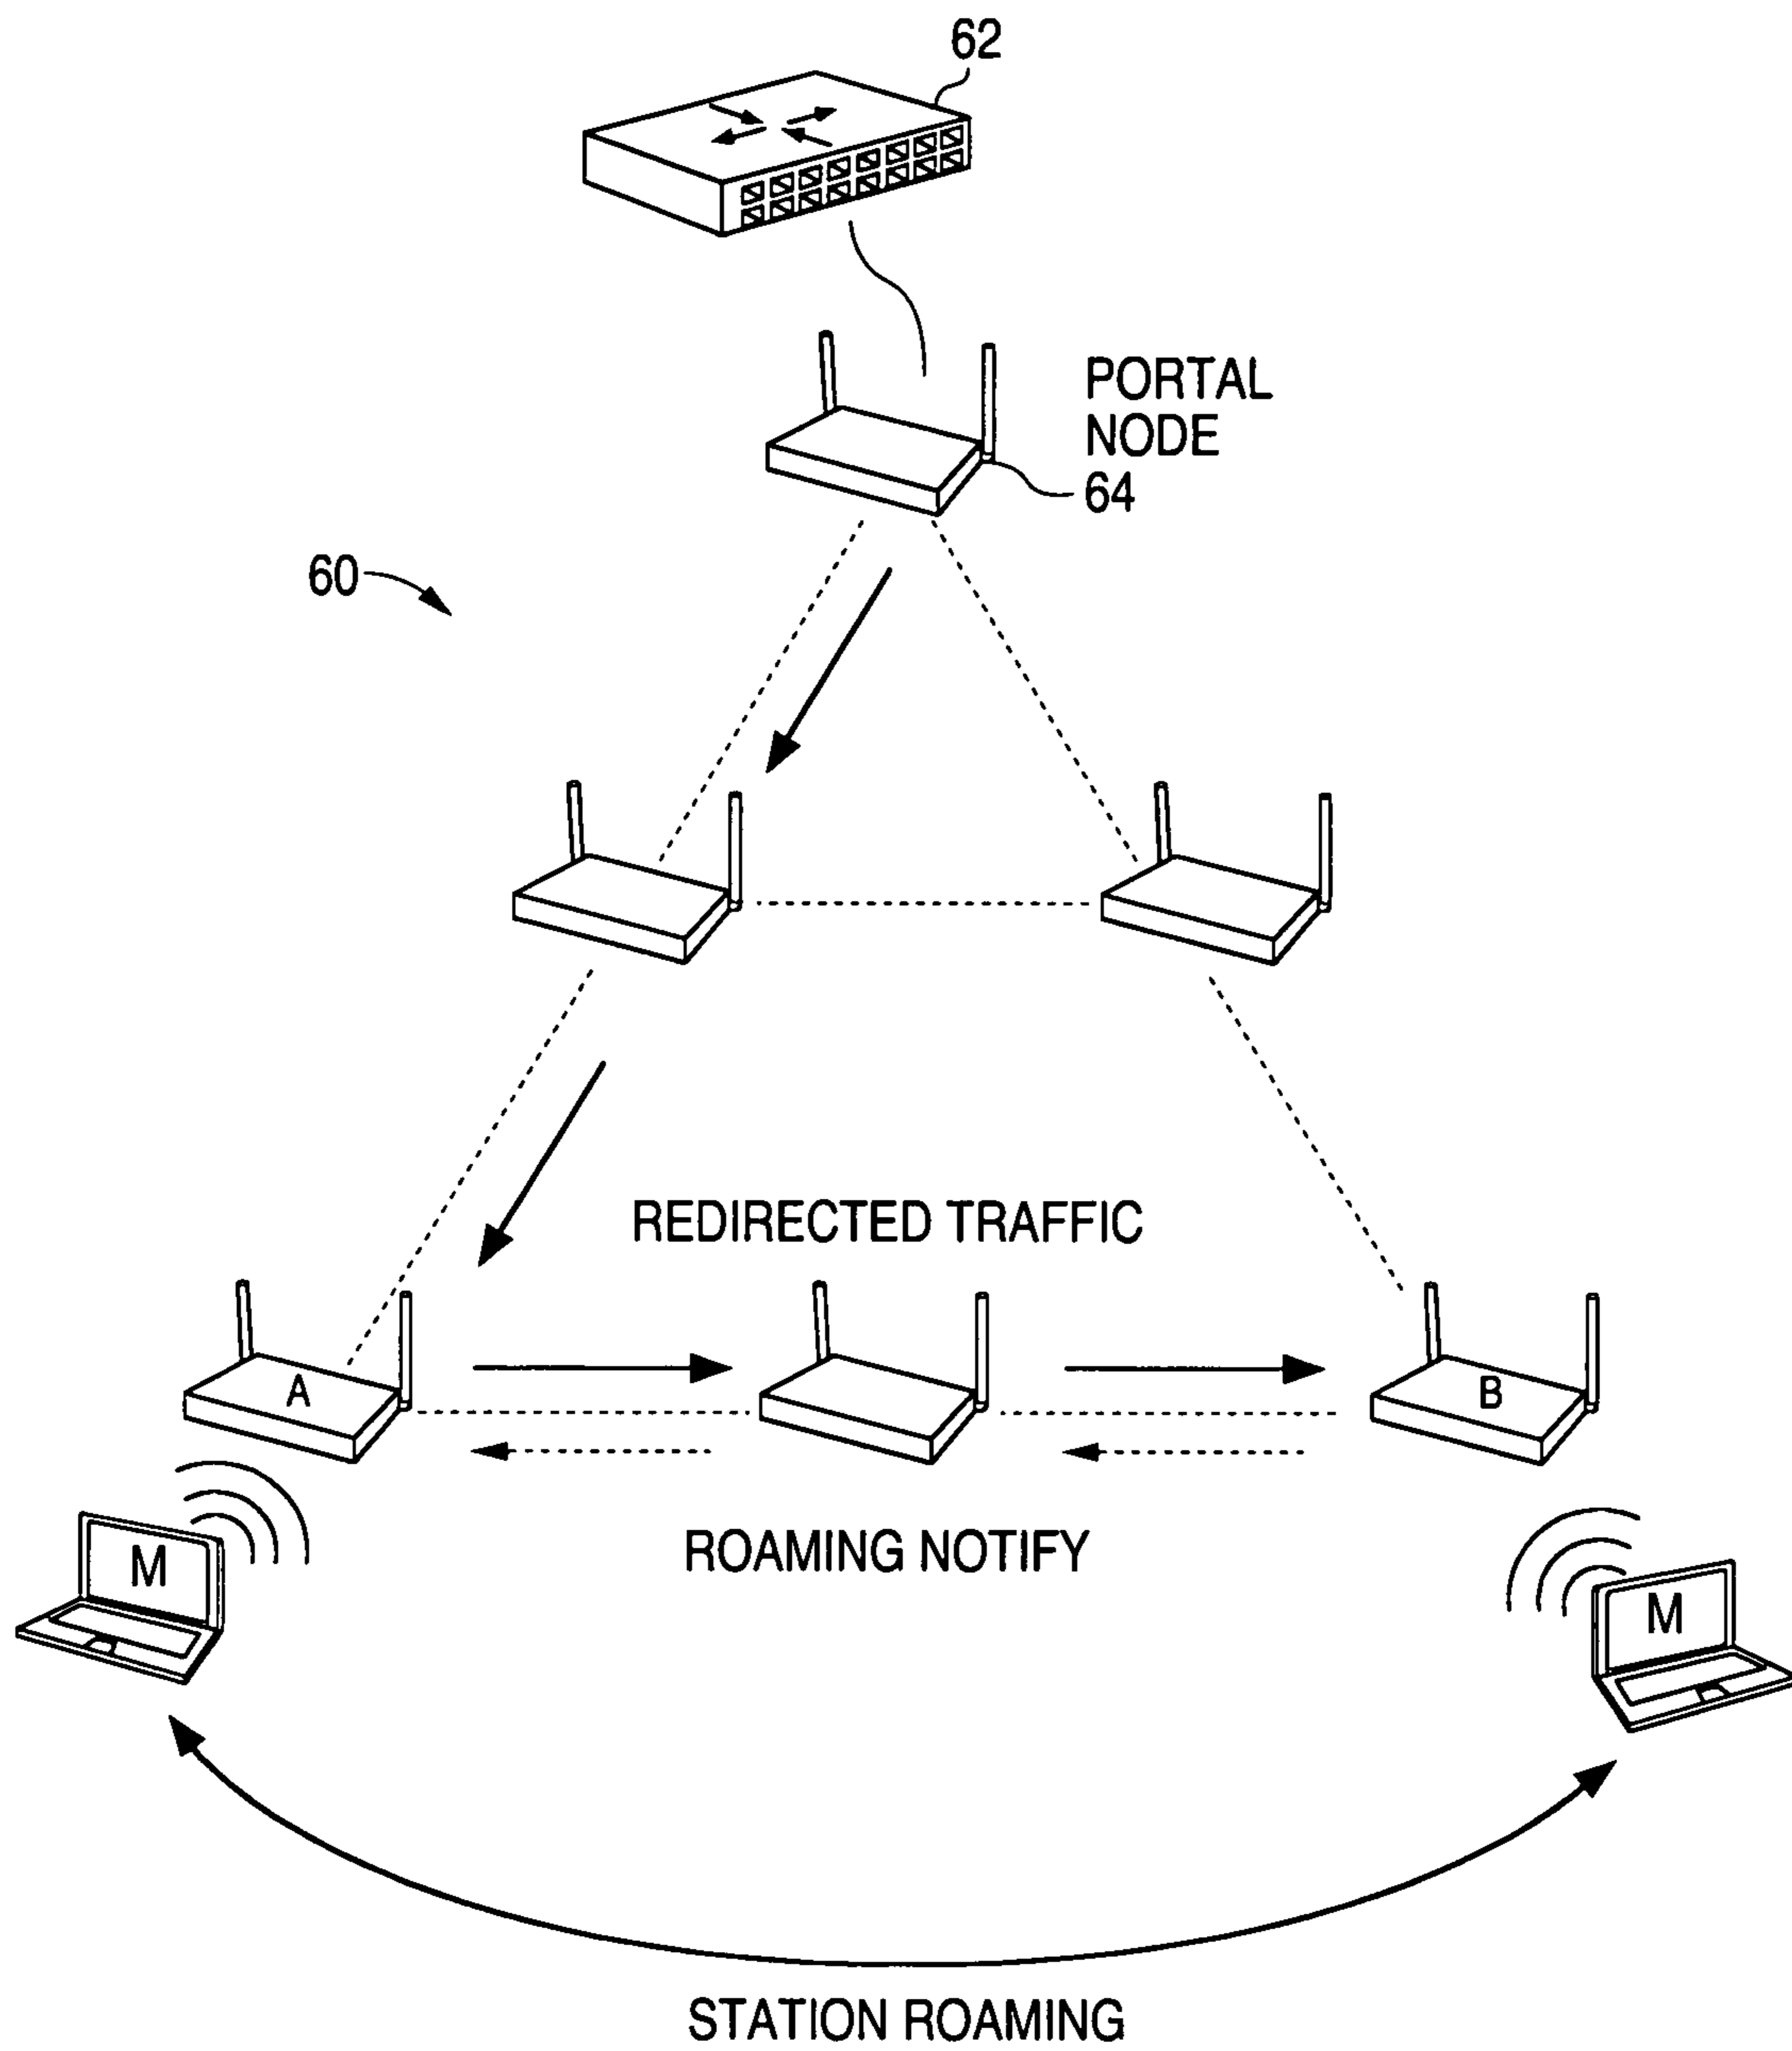 62
PORTAL
NODE
64
60
REDIRECTED TRAFFIC
A
B
ROAMING NOTIFY
M
M
STATION ROAMING